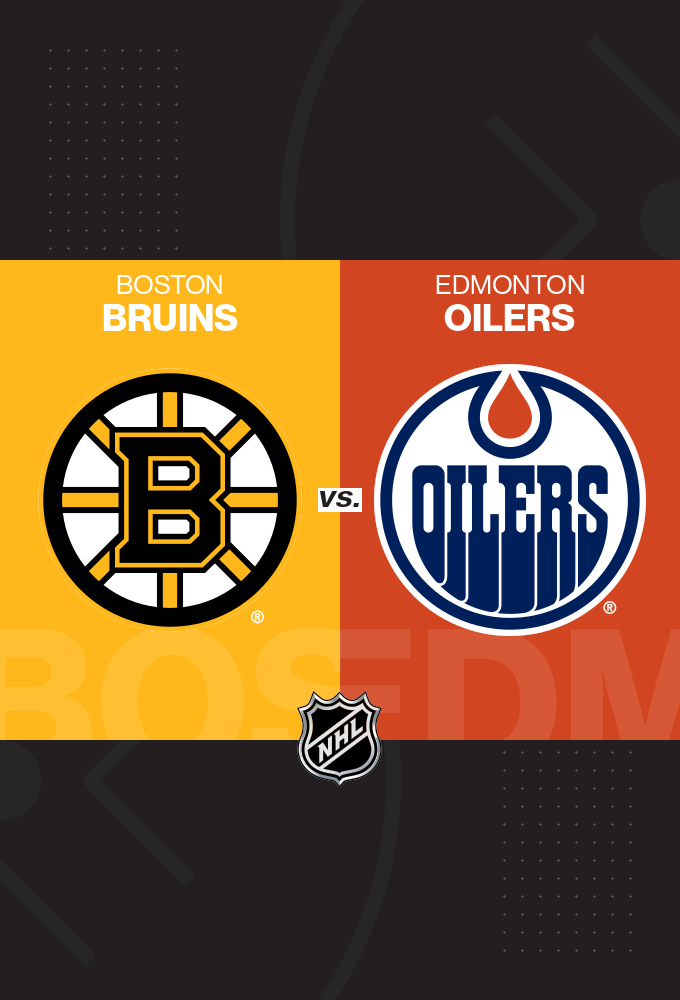 BOSTON
BRUINS
EDMONTON
OILERS
B
OILERS
VS.
®
®
BOS
EDM
NHL